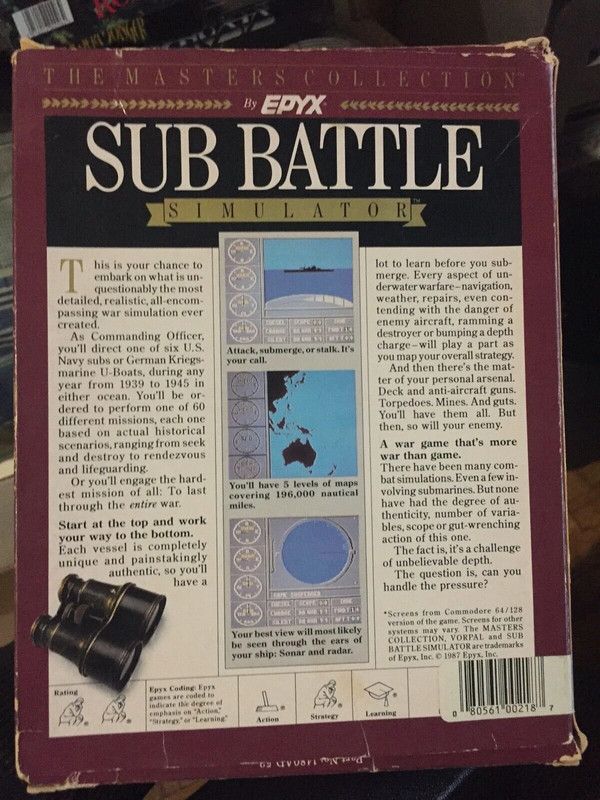 THE MASTERS COLLECTION
By EPYX
SUB BATTLE
SIMULATOR™
This is your chance to
embark on what is un-
questionably the most
detailed, realistic, all-encom-
passing war simulation ever
created.
As Commanding Officer,
you'll direct one of six U.S.
Navy subs or German Kriegs-
marine U-Boats, during any
year from 1939 to 1945 in
either ocean. You'll be or-
dered to perform one of 60
different missions, each one
based on actual historical
scenarios, ranging from seek
and destroy to rendezvous
and lifeguarding.
Or you'll engage the hard-
est mission of all: To last
through the entire war.
Start at the top and work
your way to the bottom.
Each vessel is completely
unique and painstakingly
authentic, so you'll
have a
Attack, submerge, or stalk. It's
your call.
You'll have 5 levels of maps
covering 196,000 nautical
miles.
GAME SUSPENDED
Your best view will most likely
be seen through the ears of
your ship: Sonar and radar.
lot to learn before you sub-
merge. Every aspect of un-
derwater warfare–navigation,
weather, repairs, even con-
tending with the danger of
enemy aircraft, ramming a
destroyer or bumping a depth
charge–will play a part as
you map your overall strategy.
And then there's the mat-
ter of your personal arsenal.
Deck and anti-aircraft guns.
Torpedoes. Mines. And guts.
You'll have them all. But
then, so will your enemy.
A war game that's more
war than game.
There have been many com-
bat simulations. Even a few in-
volving submarines. But none
have had the degree of au-
thenticity, number of varia-
bles, scope or gut-wrenching
action of this one.
The fact is, it's a challenge
of unbelievable depth.
The question is, can you
handle the pressure?
*Screens from Commodore 64/128
version of the game. Screens for other
systems may vary. The MASTERS
COLLECTION, VORPAL and SUB
BATTLE SIMULATOR are trademarks
of Epyx, Inc. © 1987 Epyx, Inc.
Rating
Epyx Coding: Epyx
games are coded to
indicate the degree of
emphasis on "Action,"
"Strategy," or "Learning."
Action
Strategy
Learning
0 80561 00218 7